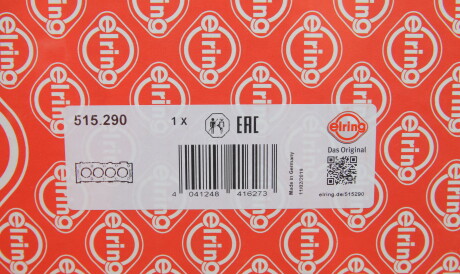 515.290
1 X
EAC
elring
Das Original
Made in Germany
4 041248 416273
elring.de/515290